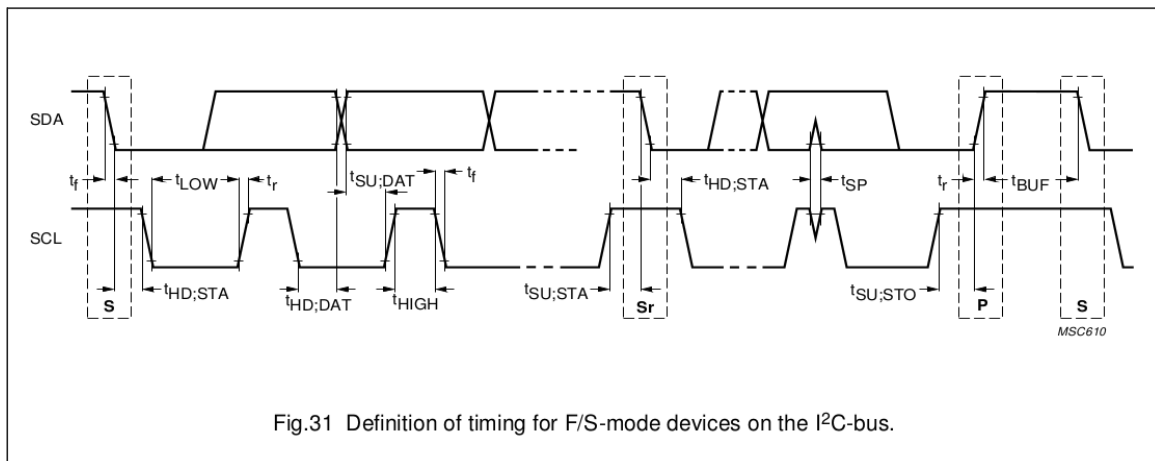 SDA
tf tLOW tr tSU;DAT tf tHD;STA tSP tr tBUF
SCL
S tHD;STA tHD;DAT tHIGH tSU;STA Sr tSU;STO P S
MSC610
Fig.31 Definition of timing for F/S-mode devices on the I²C-bus.